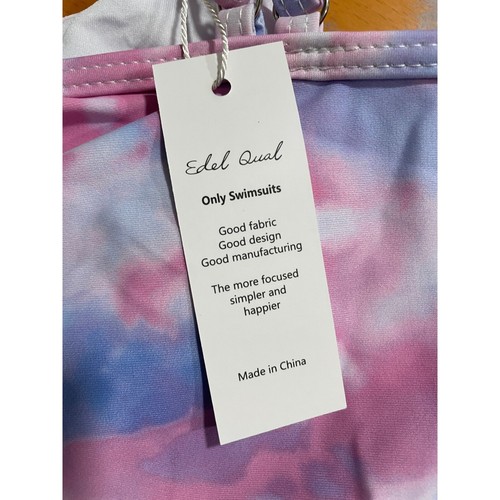 Edel Qual
Only Swimsuits
Good fabric
Good design
Good manufacturing
The more focused
simpler and
happier
Made in China